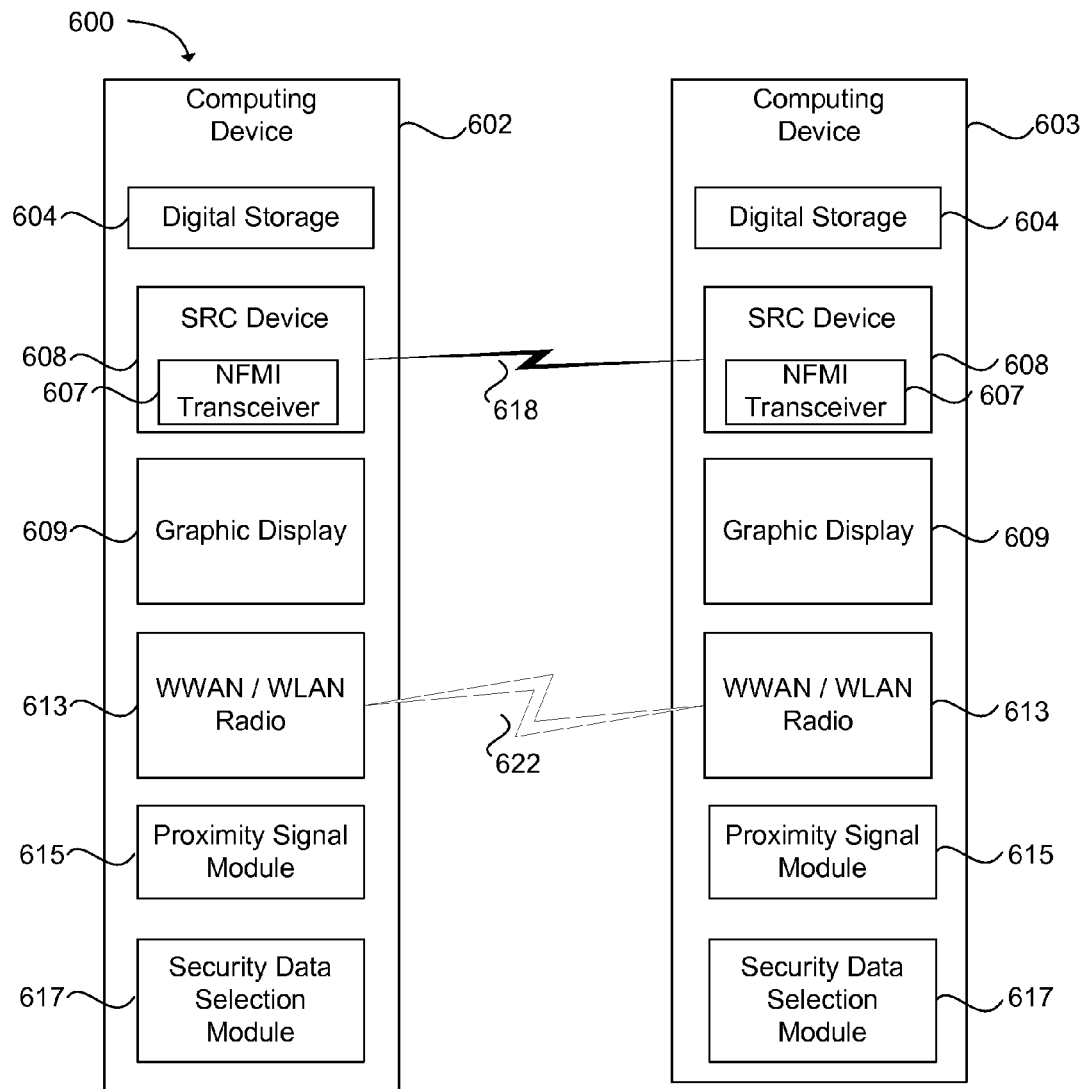 600
Computing
Device
602
604
Digital Storage
SRC Device
608
607
NFMI
Transceiver
618
609
Graphic Display
613
WWAN / WLAN
Radio
622
615
Proximity Signal
Module
617
Security Data
Selection
Module
Computing
Device
603
Digital Storage
604
SRC Device
608
NFMI
Transceiver
607
Graphic Display
609
WWAN / WLAN
Radio
613
Proximity Signal
Module
615
Security Data
Selection
Module
617